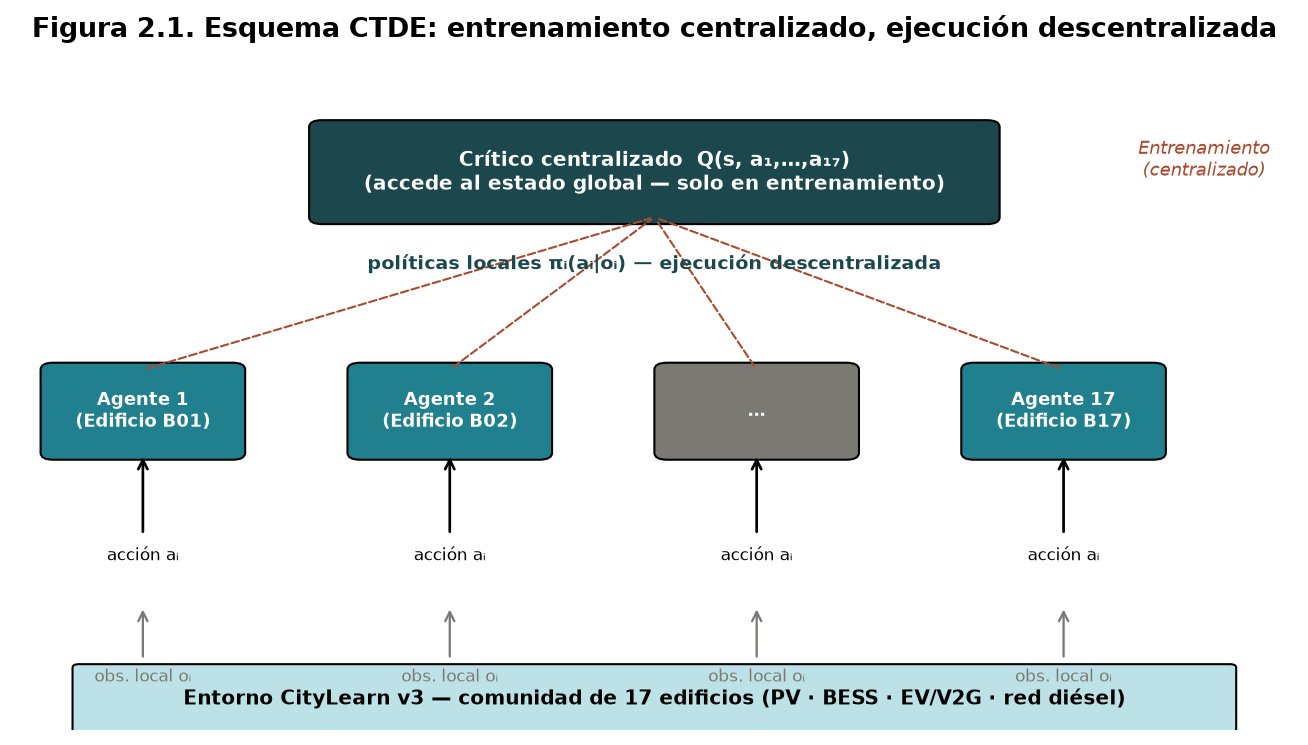 Figura 2.1. Esquema CTDE: entrenamiento centralizado, ejecución descentralizada
Crítico centralizado  Q(s, a₁,…,a₁₇)
(accede al estado global — solo en entrenamiento)
Entrenamiento
(centralizado)
políticas locales πᵢ(aᵢ|oᵢ) — ejecución descentralizada
Agente 1
(Edificio B01)
Agente 2
(Edificio B02)
...
Agente 17
(Edificio B17)
acción aᵢ
acción aᵢ
acción aᵢ
acción aᵢ
obs. local oᵢ
obs. local oᵢ
obs. local oᵢ
obs. local oᵢ
Entorno CityLearn v3 — comunidad de 17 edificios (PV · BESS · EV/V2G · red diésel)